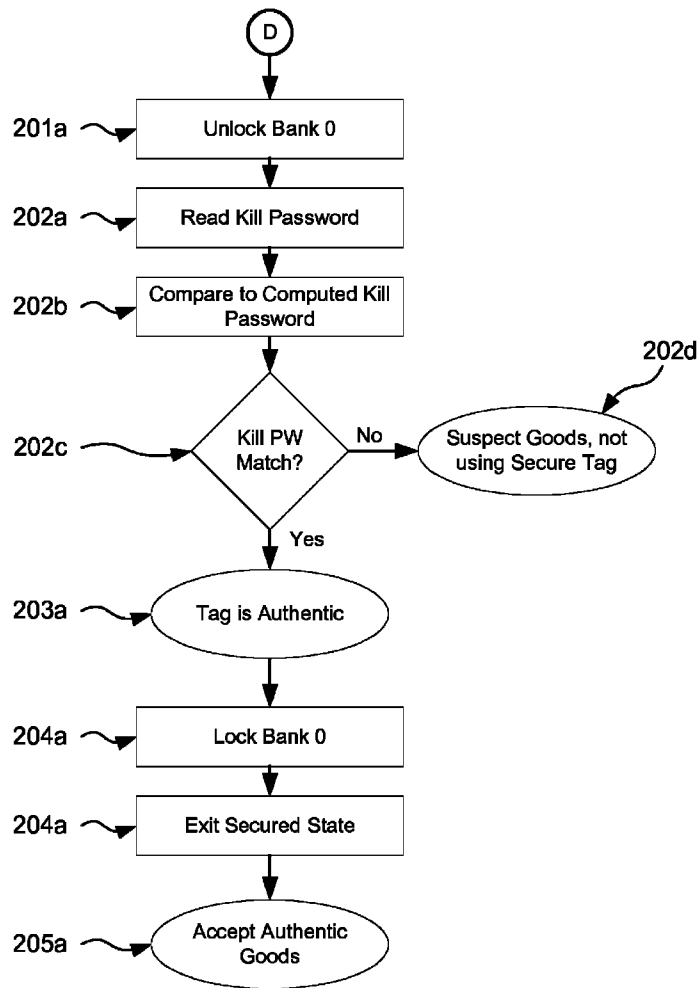 D
201a
Unlock Bank 0
202a
Read Kill Password
202b
Compare to Computed Kill
Password
202d
202c
Kill PW
Match?
No
Suspect Goods, not
using Secure Tag
Yes
203a
Tag is Authentic
204a
Lock Bank 0
204a
Exit Secured State
205a
Accept Authentic
Goods